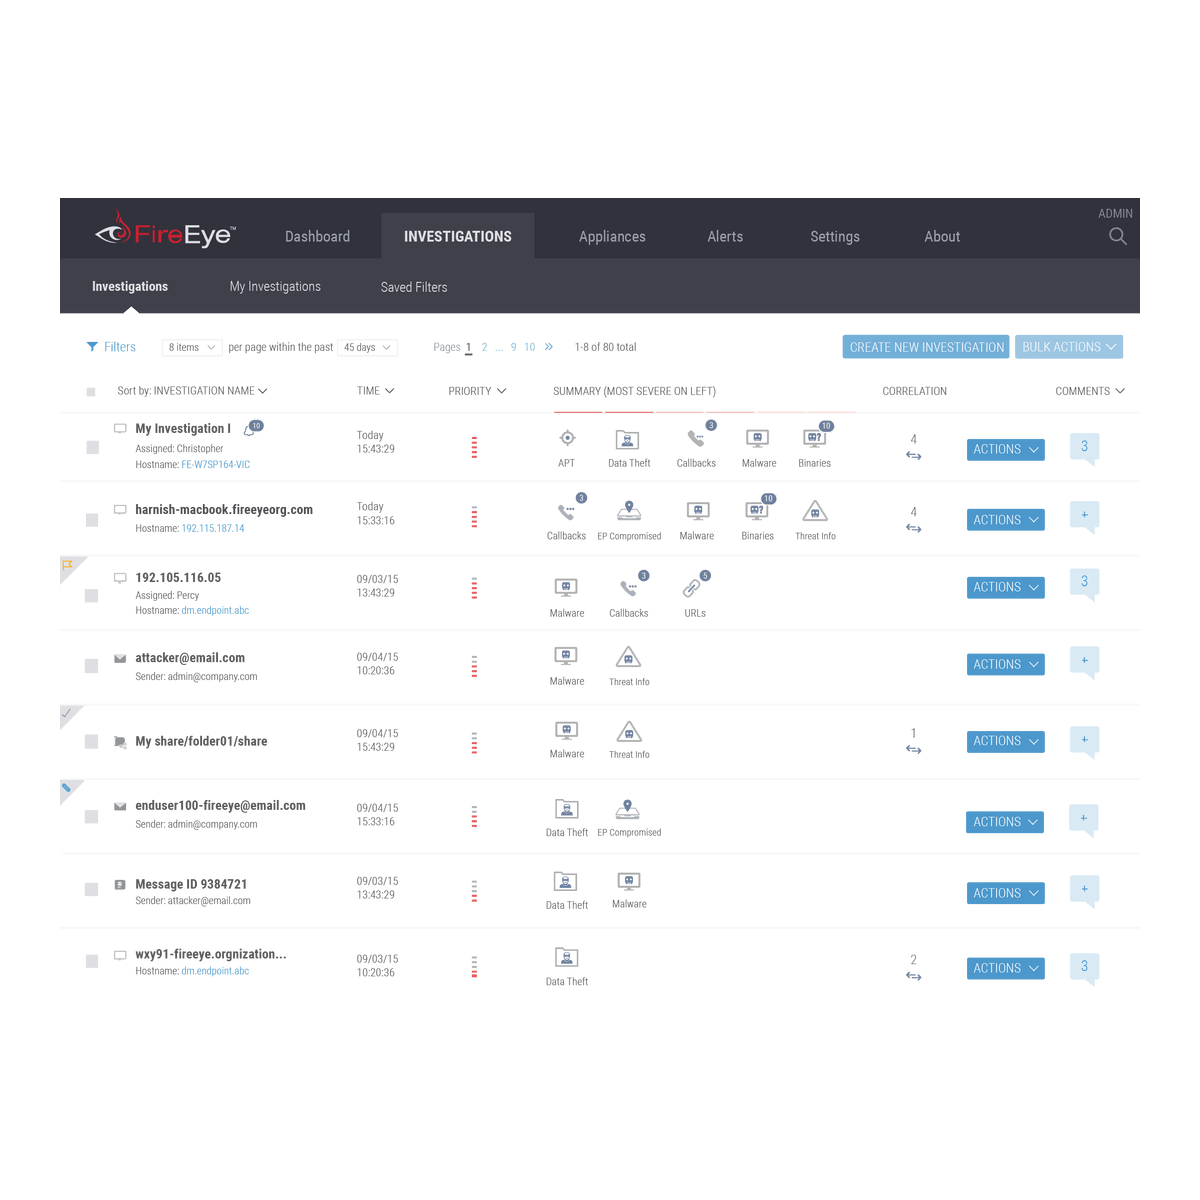 ADMIN
FireEye™ Dashboard INVESTIGATIONS Appliances Alerts Settings About
Investigations My Investigations Saved Filters
Filters 8 items per page within the past 45 days Pages 1 2 ... 9 10 » 1-8 of 80 total CREATE NEW INVESTIGATION BULK ACTIONS
Sort by: INVESTIGATION NAME TIME PRIORITY SUMMARY (MOST SEVERE ON LEFT) CORRELATION COMMENTS
My Investigation I 10
Assigned: Christopher
Hostname: FE-W7SP164-VIC
Today
15:43:29
APT
Data Theft
3
Callbacks
Malware
10
Binaries
4
ACTIONS
3
harnish-macbook.fireeyeorg.com
Hostname: 192.115.187.14
Today
15:33:16
3
Callbacks
EP Compromised
Malware
10
Binaries
Threat Info
4
ACTIONS
+
192.105.116.05
Assigned: Percy
Hostname: dm.endpoint.abc
09/03/15
13:43:29
Malware
3
Callbacks
5
URLs
ACTIONS
3
attacker@email.com
Sender: admin@company.com
09/04/15
10:20:36
Malware
Threat Info
ACTIONS
+
My share/folder01/share
09/04/15
15:43:29
Malware
Threat Info
1
ACTIONS
+
enduser100-fireeye@email.com
Sender: admin@company.com
09/04/15
15:33:16
Data Theft
EP Compromised
ACTIONS
+
Message ID 9384721
Sender: attacker@email.com
09/03/15
13:43:29
Data Theft
Malware
ACTIONS
+
wxy91-fireeye.orgnization...
Hostname: dm.endpoint.abc
09/03/15
10:20:36
Data Theft
2
ACTIONS
3